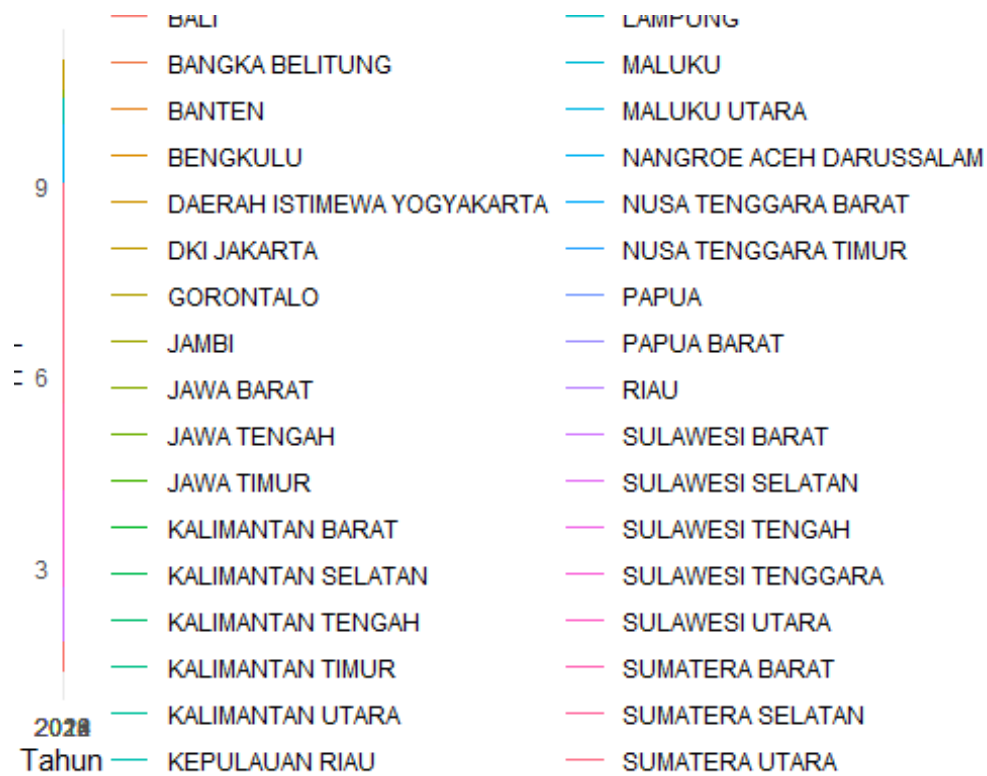 BALI
BANGKA BELITUNG
BANTEN
BENGKULU
DAERAH ISTIMEWA YOGYAKARTA
DKI JAKARTA
GORONTALO
JAMBI
JAWA BARAT
JAWA TENGAH
JAWA TIMUR
KALIMANTAN BARAT
KALIMANTAN SELATAN
KALIMANTAN TENGAH
KALIMANTAN TIMUR
KALIMANTAN UTARA
KEPULAUAN RIAU
LAMPUNG
MALUKU
MALUKU UTARA
NANGROE ACEH DARUSSALAM
NUSA TENGGARA BARAT
NUSA TENGGARA TIMUR
PAPUA
PAPUA BARAT
RIAU
SULAWESI BARAT
SULAWESI SELATAN
SULAWESI TENGAH
SULAWESI TENGGARA
SULAWESI UTARA
SUMATERA BARAT
SUMATERA SELATAN
SUMATERA UTARA
9
6
3
Tahun